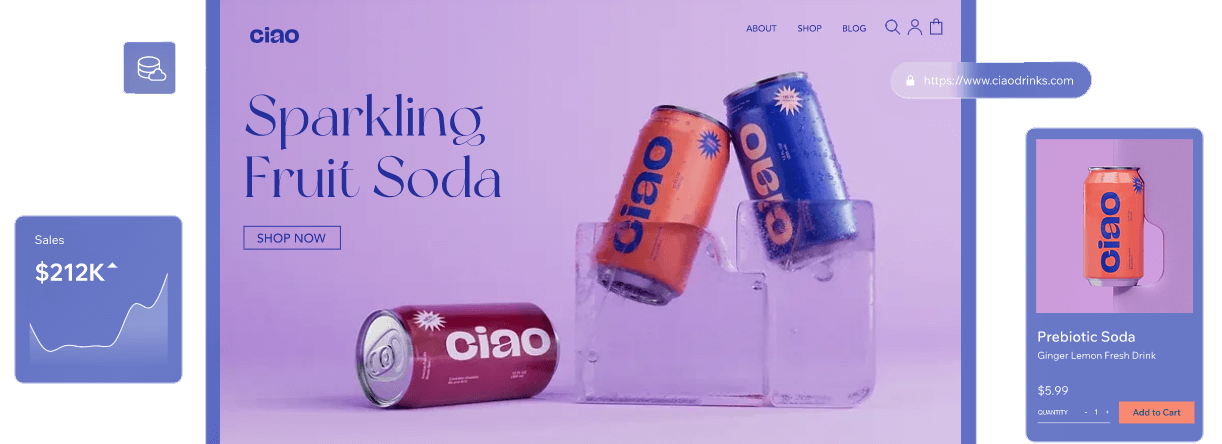 ciao
ABOUT SHOP BLOG
https://www.ciaodrinks.com
Sparkling
Fruit Soda
SHOP NOW
Sales
$212K
ciao
ciao
ciao
ciao
Prebiotic Soda
Ginger Lemon Fresh Drink
$5.99
QUANTITY - 1 +
Add to Cart